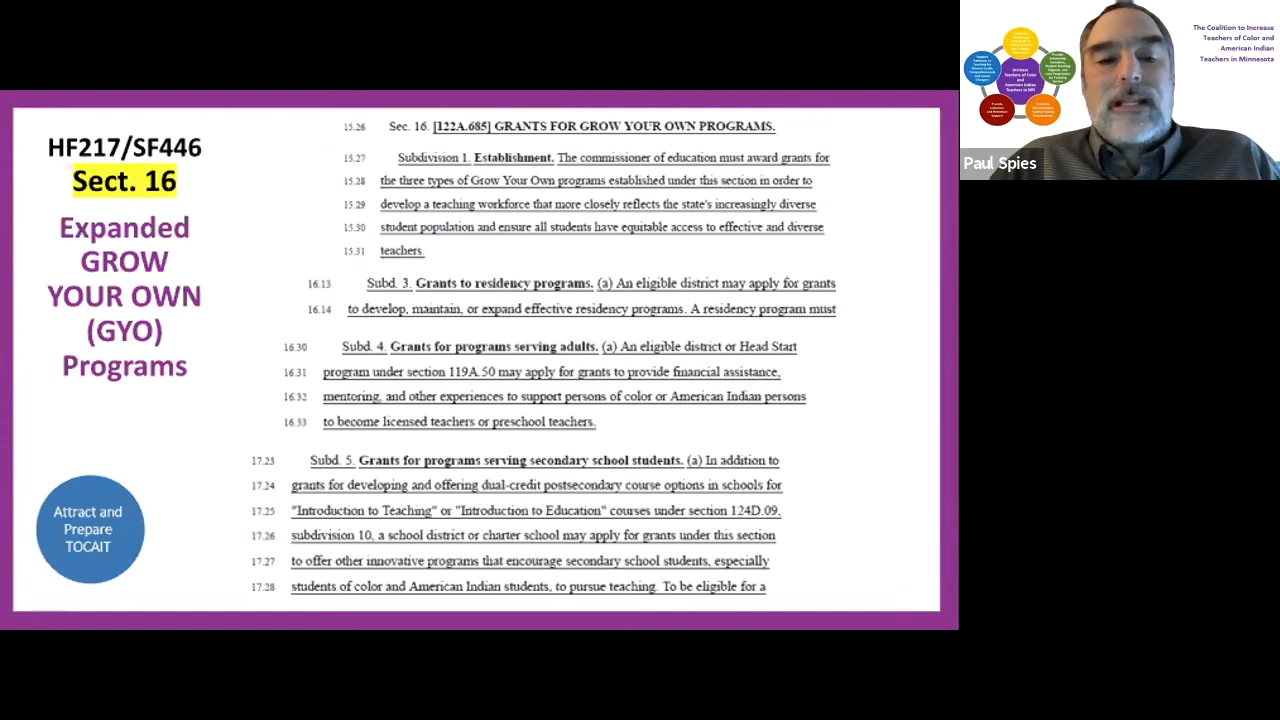 HF217/SF446
Sect. 16
Expanded
GROW
YOUR OWN
(GYO)
Programs
Attract and
Prepare
TOCAIT
15.26 Sec. 16. [122A.685] GRANTS FOR GROW YOUR OWN PROGRAMS.
15.27 Subdivision 1. Establishment. The commissioner of education must award grants for
15.28 the three types of Grow Your Own programs established under this section in order to
15.29 develop a teaching workforce that more closely reflects the state's increasingly diverse
15.30 student population and ensure all students have equitable access to effective and diverse
15.31 teachers.
16.13 Subd. 3. Grants to residency programs. (a) An eligible district may apply for grants
16.14 to develop, maintain, or expand effective residency programs. A residency program must
16.30 Subd. 4. Grants for programs serving adults. (a) An eligible district or Head Start
16.31 program under section 119A.50 may apply for grants to provide financial assistance,
16.32 mentoring, and other experiences to support persons of color or American Indian persons
16.33 to become licensed teachers or preschool teachers.
17.23 Subd. 5. Grants for programs serving secondary school students. (a) In addition to
17.24 grants for developing and offering dual-credit postsecondary course options in schools for
17.25 "Introduction to Teaching" or "Introduction to Education" courses under section 124D.09,
17.26 subdivision 10, a school district or charter school may apply for grants under this section
17.27 to offer other innovative programs that encourage secondary school students, especially
17.28 students of color and American Indian students, to pursue teaching. To be eligible for a
The Coalition to Increase
Teachers of Color and
American Indian
Teachers in Minnesota
Increase
Teachers of Color
and
American Indian
Teachers in MN
Paul Spies